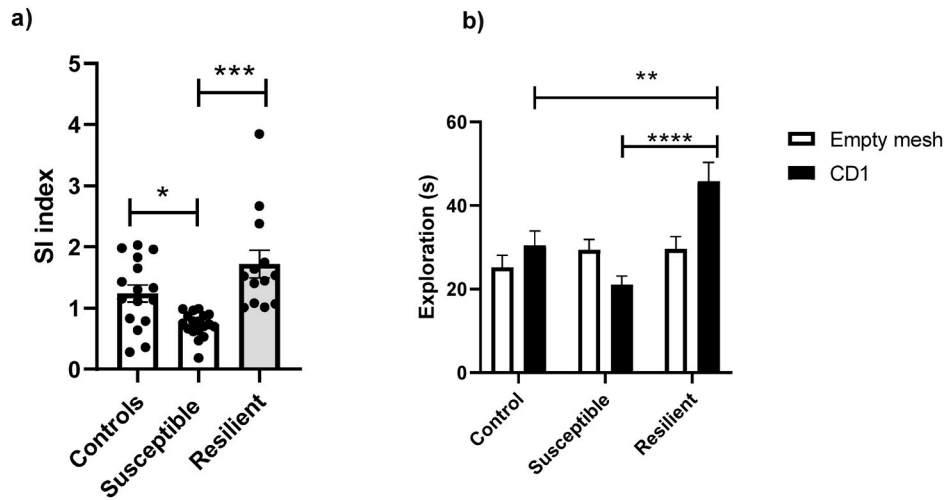 a)
SI index
5
4
3
2
1
0
*
***
Controls
Susceptible
Resilient
b)
Exploration (s)
60
40
20
0
**
****
Control
Susceptible
Resilient
Empty mesh
CD1